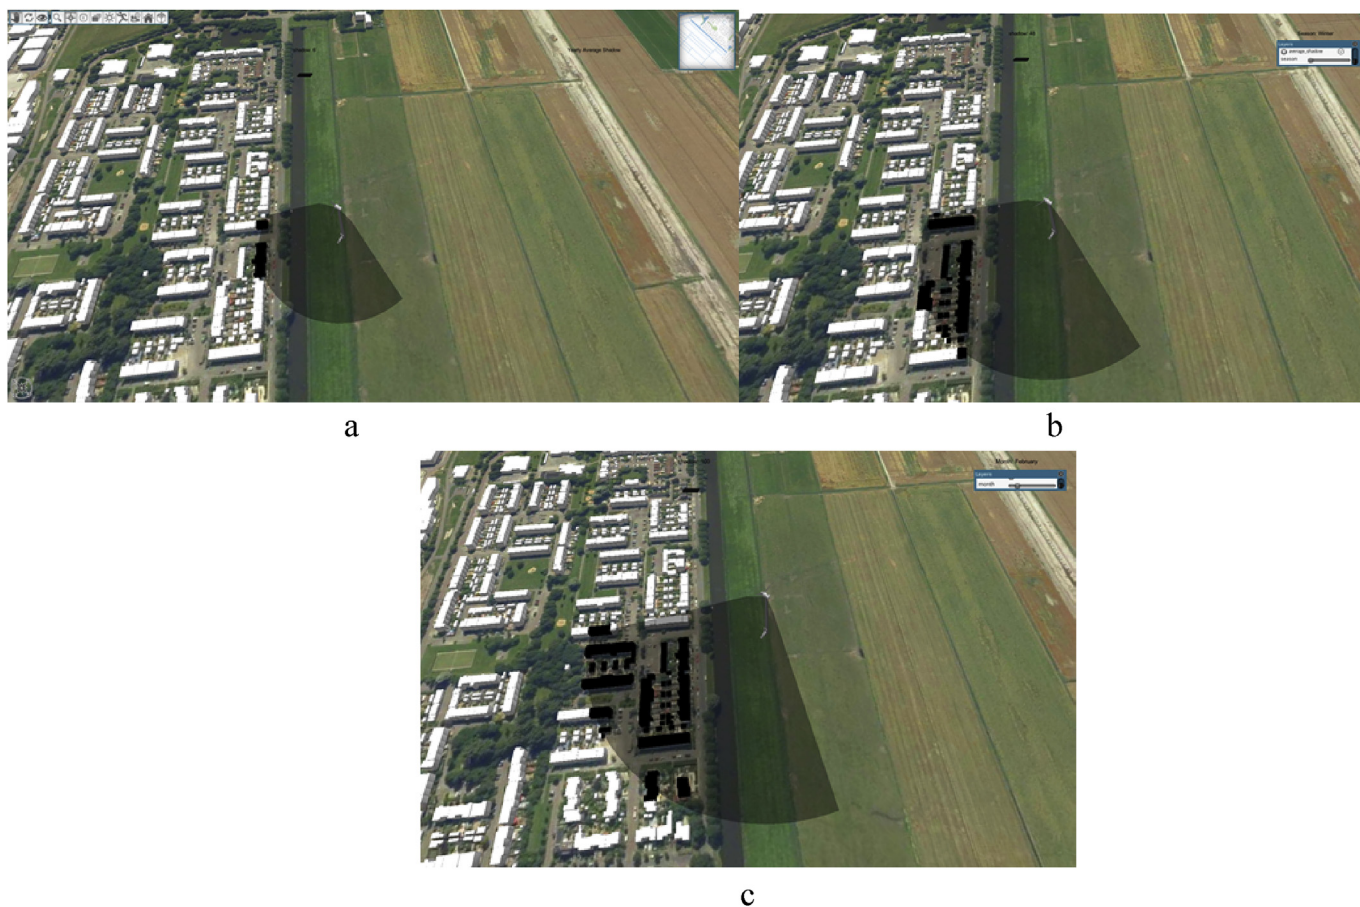 Yearly Average Shadow
Season: Winter
Layers
average_shadow
season
a
b
Month: February
Layers
month
c